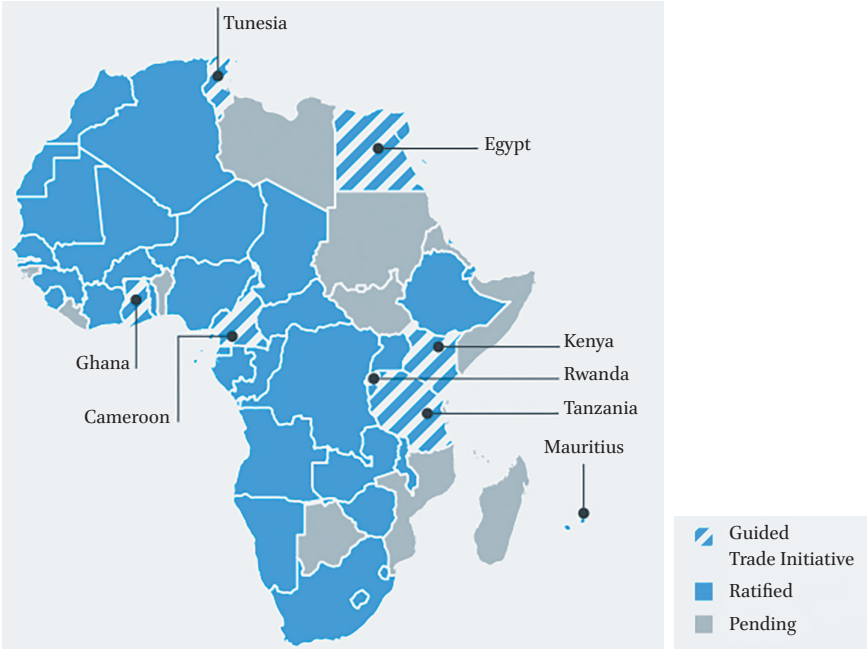 Tunesia
Egypt
Ghana
Cameroon
Kenya
Rwanda
Tanzania
Mauritius
Guided
Trade Initiative
Ratified
Pending